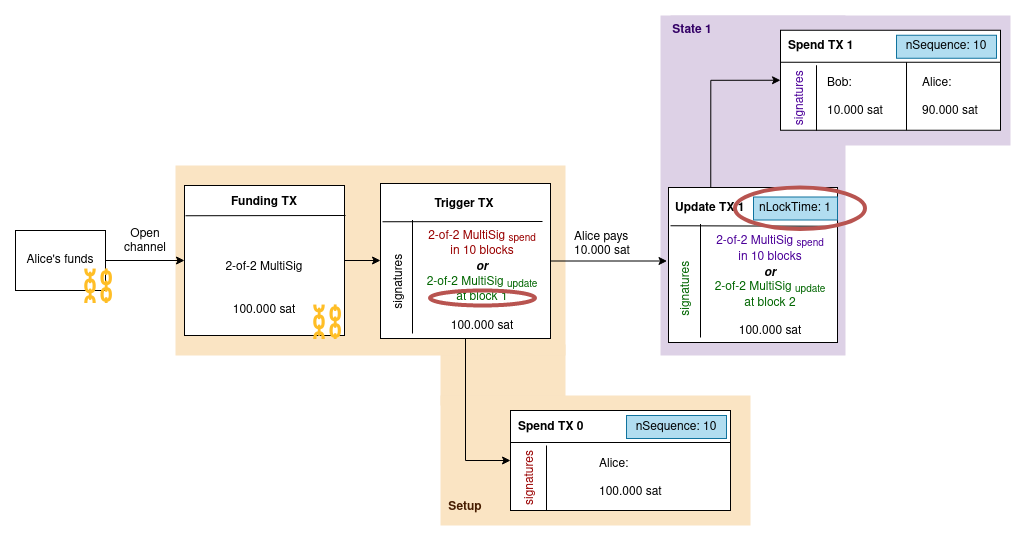 State 1
Spend TX 1
nSequence: 10
signatures
Bob:
10.000 sat
Alice:
90.000 sat
Funding TX
2-of-2 MultiSig
100.000 sat
Trigger TX
signatures
2-of-2 MultiSig spend
in 10 blocks
or
2-of-2 MultiSig update
at block 1
100.000 sat
Open
channel
Alice's funds
Alice pays
10.000 sat
Update TX 1
nLockTime: 1
signatures
2-of-2 MultiSig spend
in 10 blocks
or
2-of-2 MultiSig update
at block 2
100.000 sat
Spend TX 0
nSequence: 10
signatures
Alice:
100.000 sat
Setup